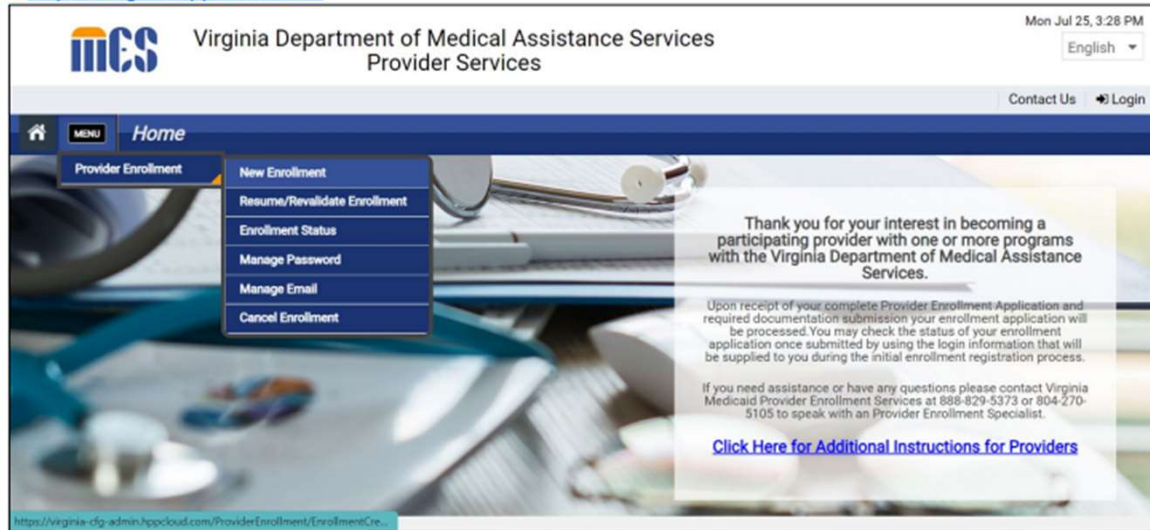 mes
Virginia Department of Medical Assistance Services
Provider Services
Mon Jul 25, 3:28 PM
English
Contact Us Login
MENU Home
Provider Enrollment
New Enrollment
Resume/Revalidate Enrollment
Enrollment Status
Manage Password
Manage Email
Cancel Enrollment
Thank you for your interest in becoming a
participating provider with one or more programs
with the Virginia Department of Medical Assistance
Services.
Upon receipt of your complete Provider Enrollment Application and
required documentation submission your enrollment application will
be processed.You may check the status of your enrollment
application once submitted by using the login information that will
be supplied to you during the initial enrollment registration process.
If you need assistance or have any questions please contact Virginia
Medicaid Provider Enrollment Services at 888-829-5373 or 804-270-
5105 to speak with an Provider Enrollment Specialist.
Click Here for Additional Instructions for Providers
https://virginia-cfg-admin.hppcloud.com/ProviderEnrollment/EnrollmentCre...